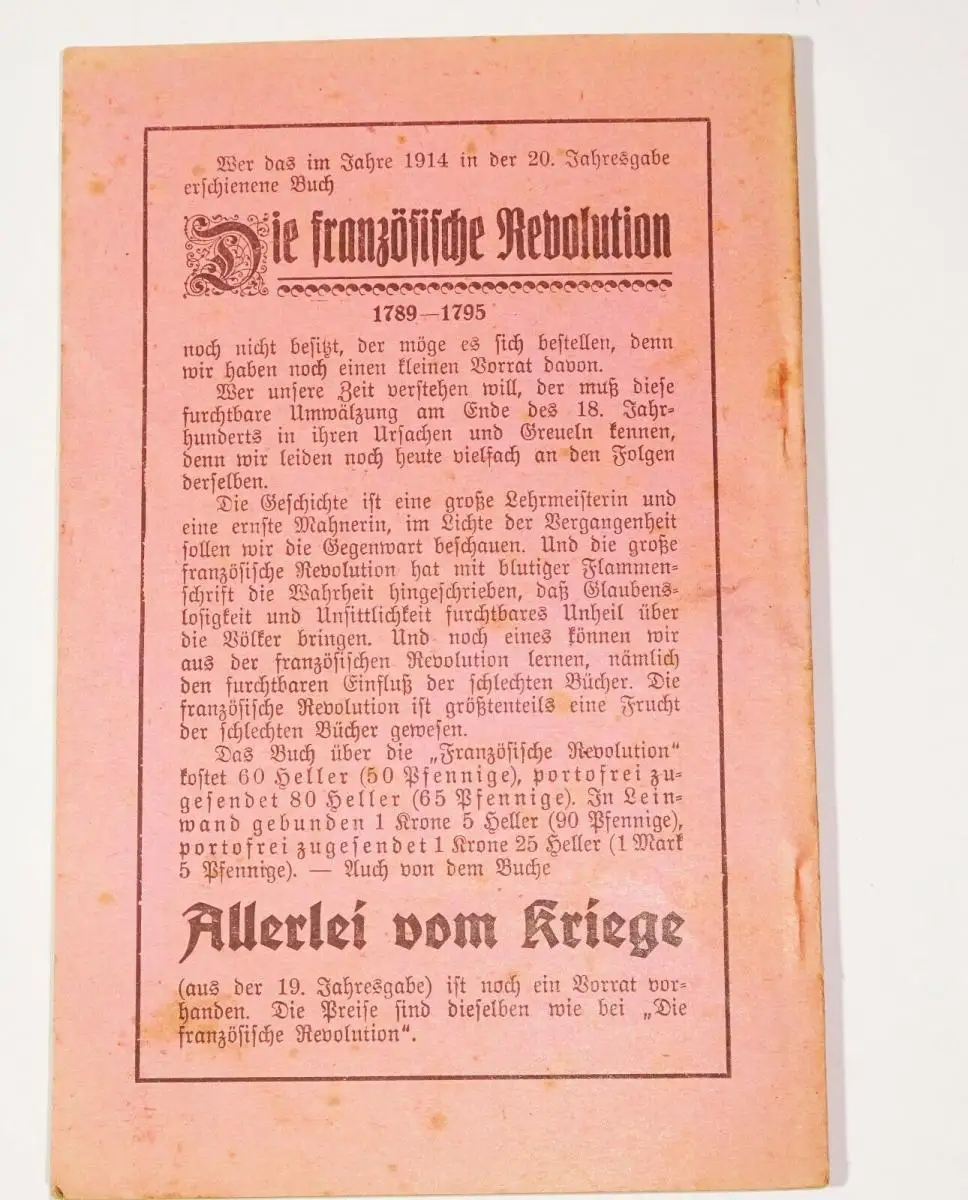 Wer das im Jahre 1914 in der 20. Jahresgabe
erschienene Buch
Die französische Revolution
1789—1795
noch nicht besitzt, der möge es sich bestellen, denn
wir haben noch einen kleinen Vorrat davon.
Wer unsere Zeit verstehen will, der muß diese
furchtbare Umwälzung am Ende des 18. Jahr-
hunderts in ihren Ursachen und Greueln kennen,
denn wir leiden noch heute vielfach an den Folgen
derselben.
Die Geschichte ist eine große Lehrmeisterin und
eine ernste Mahnerin, im Lichte der Vergangenheit
sollen wir die Gegenwart beschauen. Und die große
französische Revolution hat mit blutiger Flammen-
schrift die Wahrheit hingeschrieben, daß Glaubens-
losigkeit und Unsittlichkeit furchtbares Unheil über
die Völker bringen. Und noch eines können wir
aus der französischen Revolution lernen, nämlich
den furchtbaren Einfluß der schlechten Bücher. Die
französische Revolution ist größtenteils eine Frucht
der schlechten Bücher gewesen.
Das Buch über die „Französische Revolution“
kostet 60 Heller (50 Pfennige), portofrei zu-
gesendet 80 Heller (65 Pfennige). In Lein-
wand gebunden 1 Krone 5 Heller (90 Pfennige),
portofrei zugesendet 1 Krone 25 Heller (1 Mark
5 Pfennige). — Auch von dem Buche
Allerlei vom Kriege
(aus der 19. Jahresgabe) ist noch ein Vorrat vor-
handen. Die Preise sind dieselben wie bei „Die
französische Revolution“.